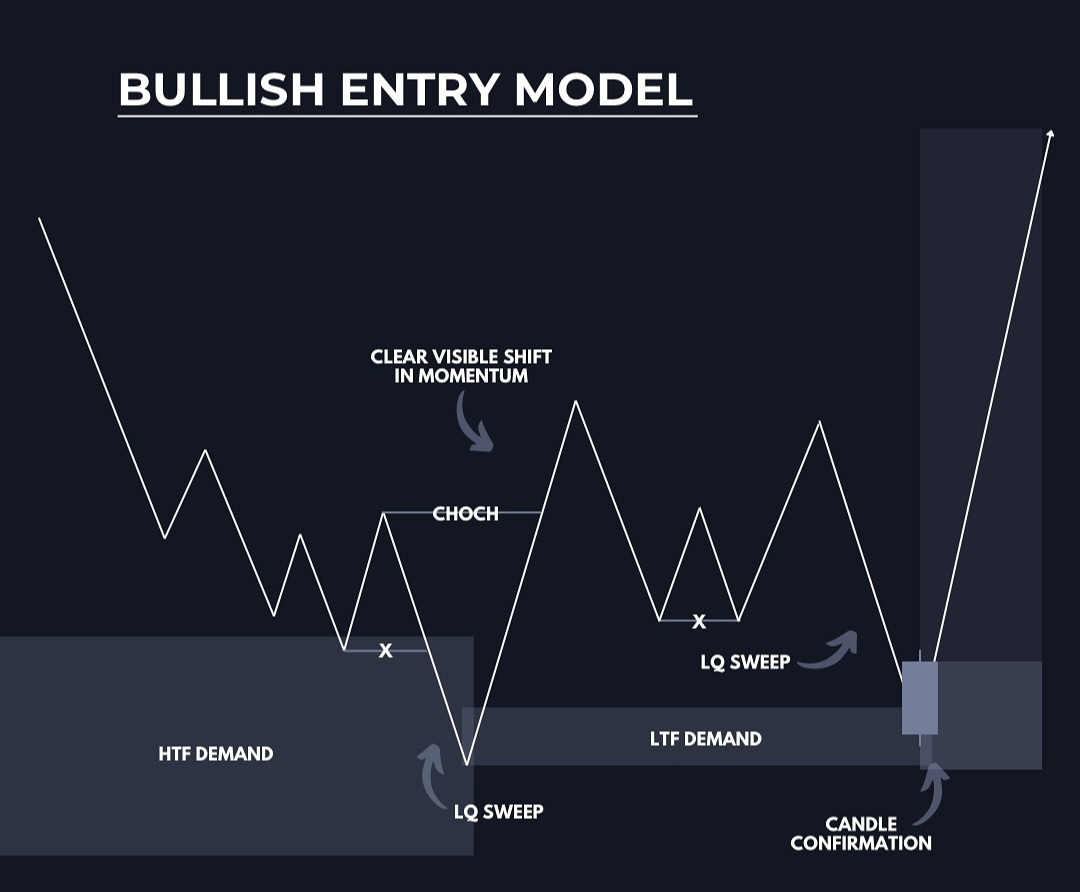 BULLISH ENTRY MODEL
CLEAR VISIBLE SHIFT
IN MOMENTUM
CHOCH
X
X
LQ SWEEP
LTF DEMAND
HTF DEMAND
LQ SWEEP
CANDLE
CONFIRMATION